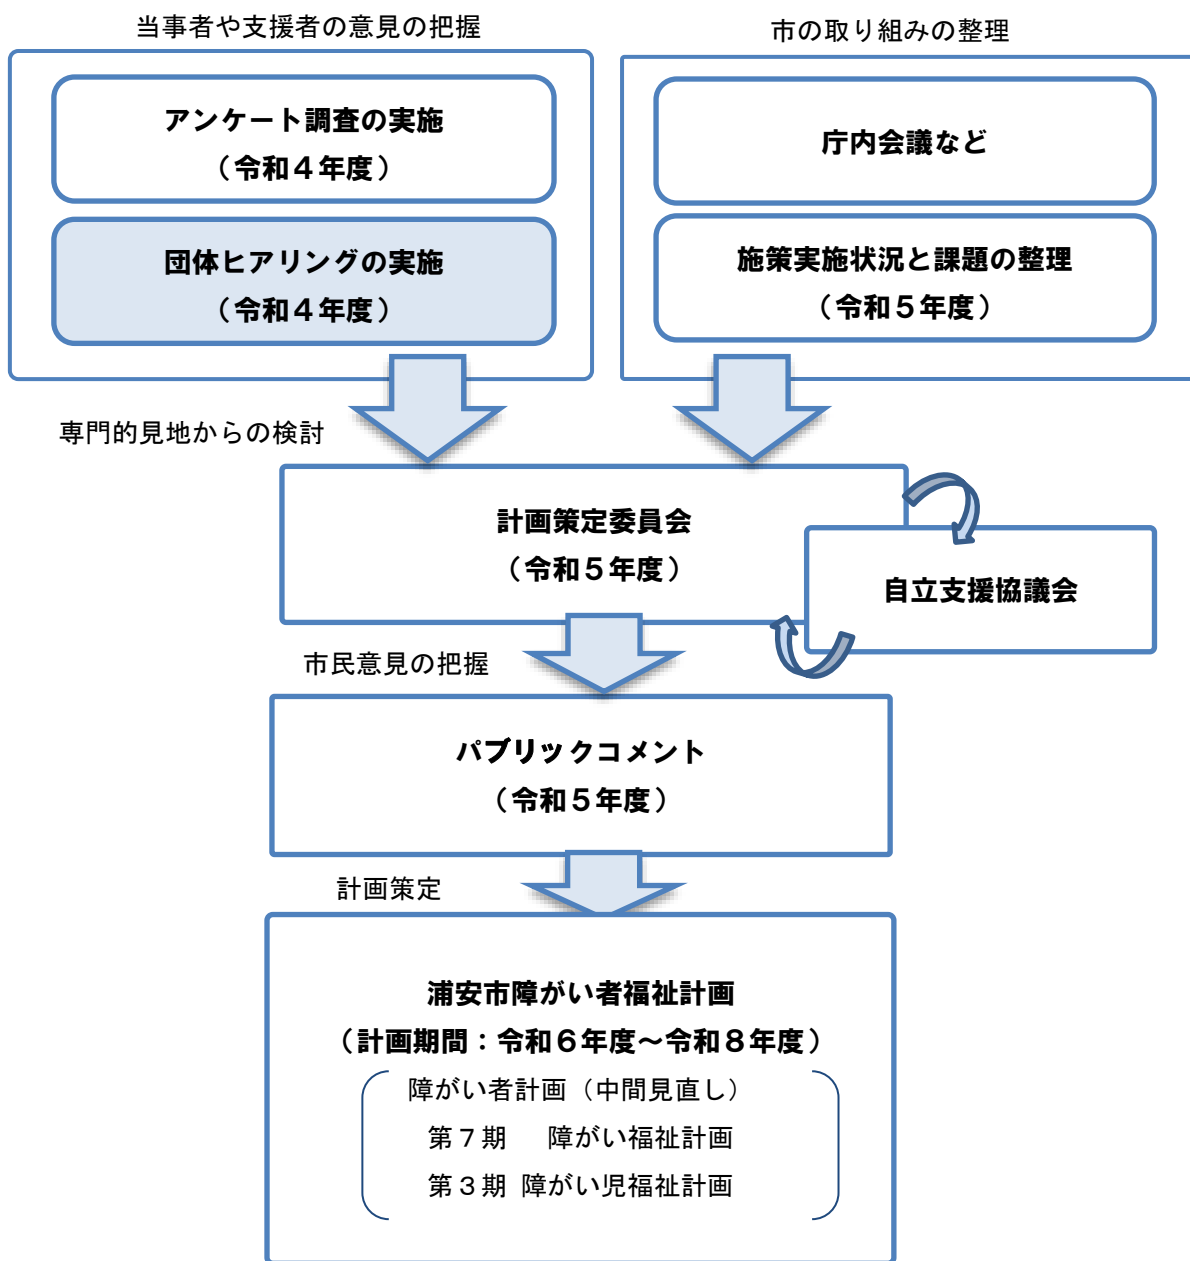 当事者や支援者の意見の把握
アンケート調査の実施
（令和４年度）
団体ヒアリングの実施
（令和４年度）
市の取り組みの整理
庁内会議など
施策実施状況と課題の整理
（令和５年度）
専門的見地からの検討
計画策定委員会
（令和５年度）
自立支援協議会
市民意見の把握
パブリックコメント
（令和５年度）
計画策定
浦安市障がい者福祉計画
（計画期間：令和６年度～令和８年度）
障がい者計画（中間見直し）
第７期　障がい福祉計画
第３期 障がい児福祉計画